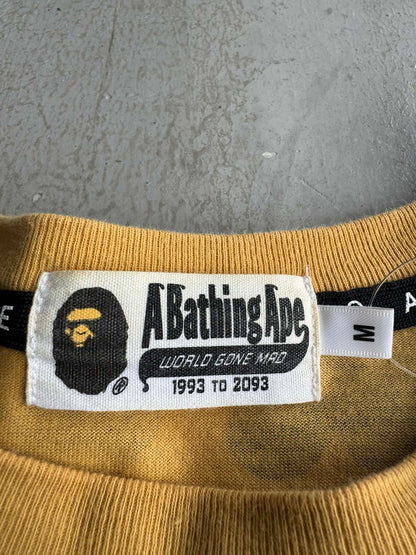 A Bathing Ape
WORLD GONE MAD
1993 TO 2093
®
M
E
A